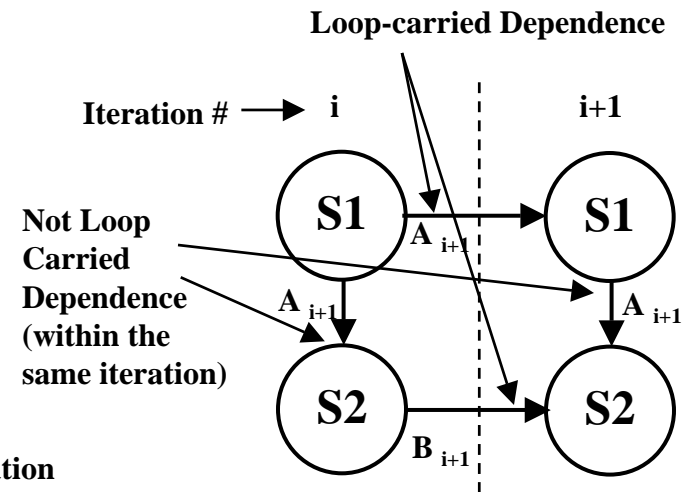 Loop-carried Dependence
Iteration # i i+1
S1 S1
A i+1
Not Loop
Carried
Dependence
(within the
same iteration)
A i+1 A i+1
S2 S2
B i+1